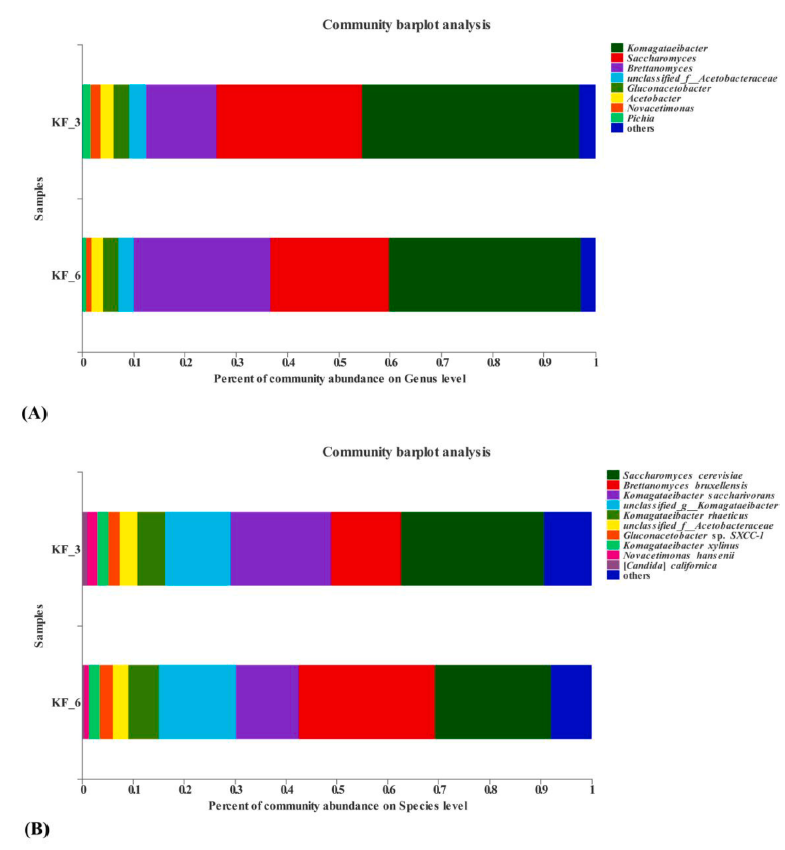 Community barplot analysis
Komagataeibacter
Saccharomyces
Brettanomyces
unclassified_f__Acetobacteraceae
Gluconacetobacter
Acetobacter
Novacetimonas
Pichia
others
KF_3
Samples
KF_6
0 0.1 0.2 0.3 0.4 0.5 0.6 0.7 0.8 0.9 1
Percent of community abundance on Genus level
(A)
Community barplot analysis
Saccharomyces cerevisiae
Brettanomyces bruxellensis
Komagataeibacter saccharivorans
unclassified_g__Komagataeibacter
Komagataeibacter rhaeticus
unclassified_f__Acetobacteraceae
Gluconacetobacter sp. SXCC-1
Komagataeibacter xylinus
Novacetimonas hansenii
[Candida] californica
others
KF_3
Samples
KF_6
0 0.1 0.2 0.3 0.4 0.5 0.6 0.7 0.8 0.9 1
Percent of community abundance on Species level
(B)